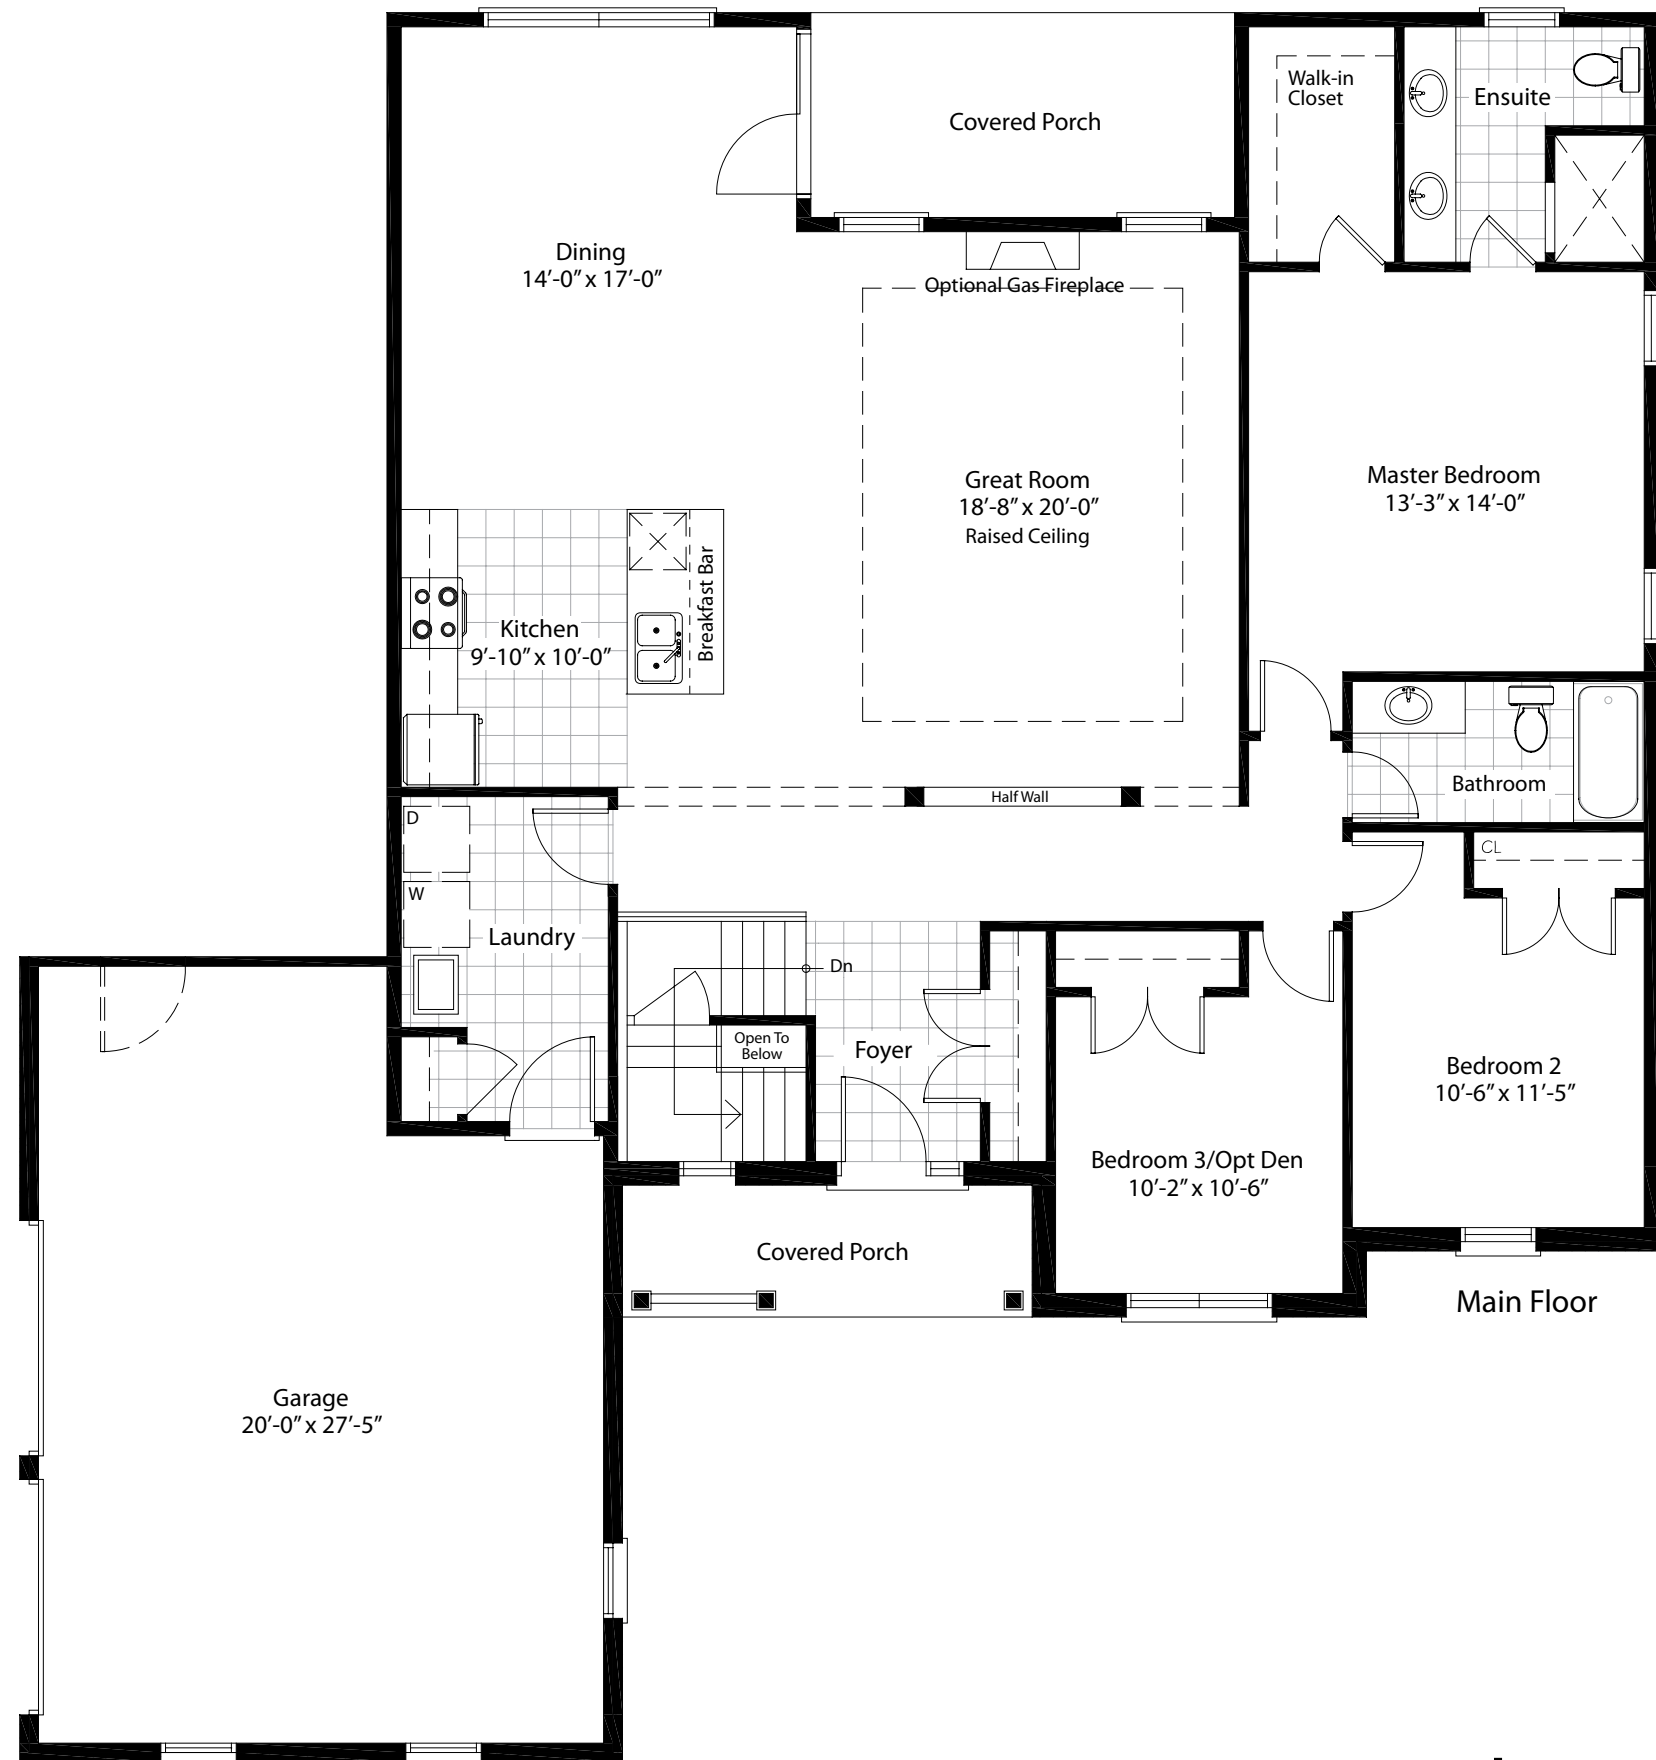 Walk-in
Closet
Ensuite
Covered Porch
Dining
14′-0″ x 17′-0″
Optional Gas Fireplace
Great Room
18′-8″ x 20′-0″
Raised Ceiling
Master Bedroom
13′-3″ x 14′-0″
Breakfast Bar
Kitchen
9′-10″ x 10′-0″
Bathroom
Half Wall
D
W
CL
Laundry
Dn
Open To
Below
Foyer
Bedroom 2
10′-6″ x 11′-5″
Bedroom 3/Opt Den
10′-2″ x 10′-6″
Covered Porch
Main Floor
Garage
20′-0″ x 27′-5″